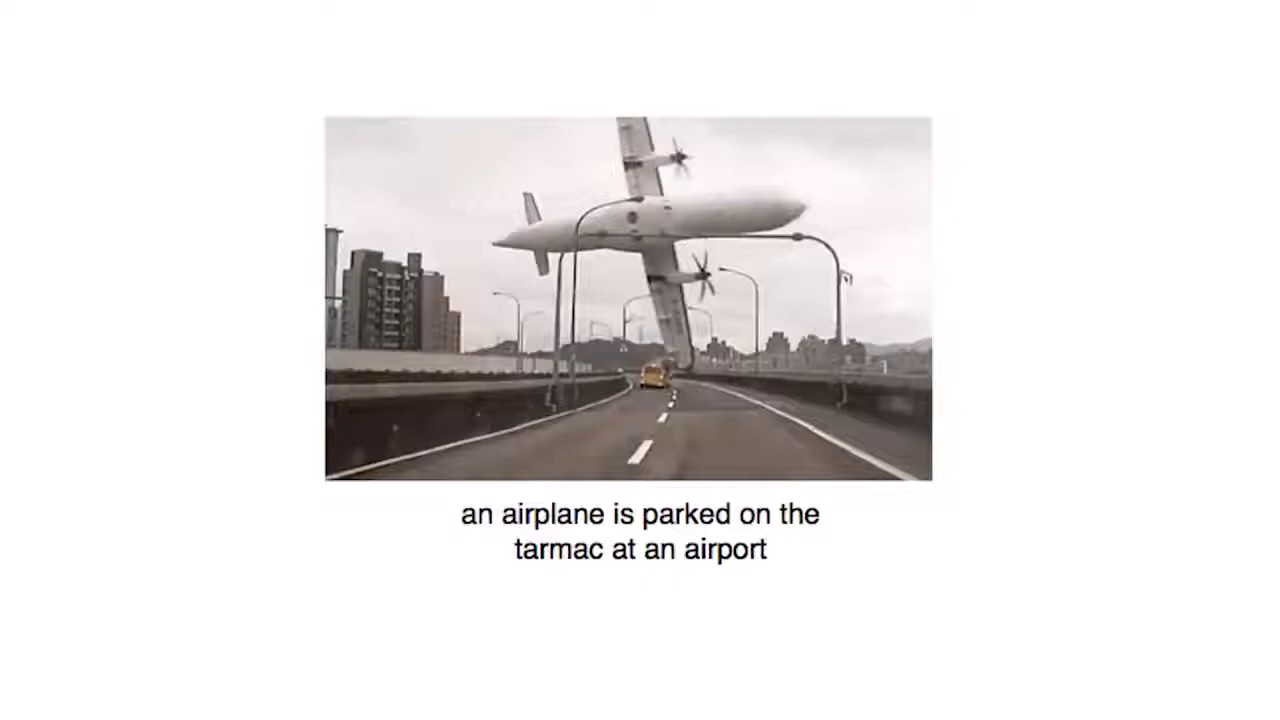 an airplane is parked on the
tarmac at an airport